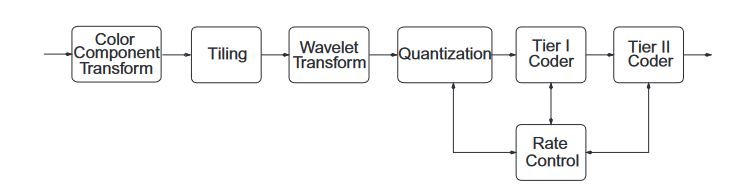 Color
Component
Transform
Tiling
Wavelet
Transform
Quantization
Tier I
Coder
Tier II
Coder
Rate
Control